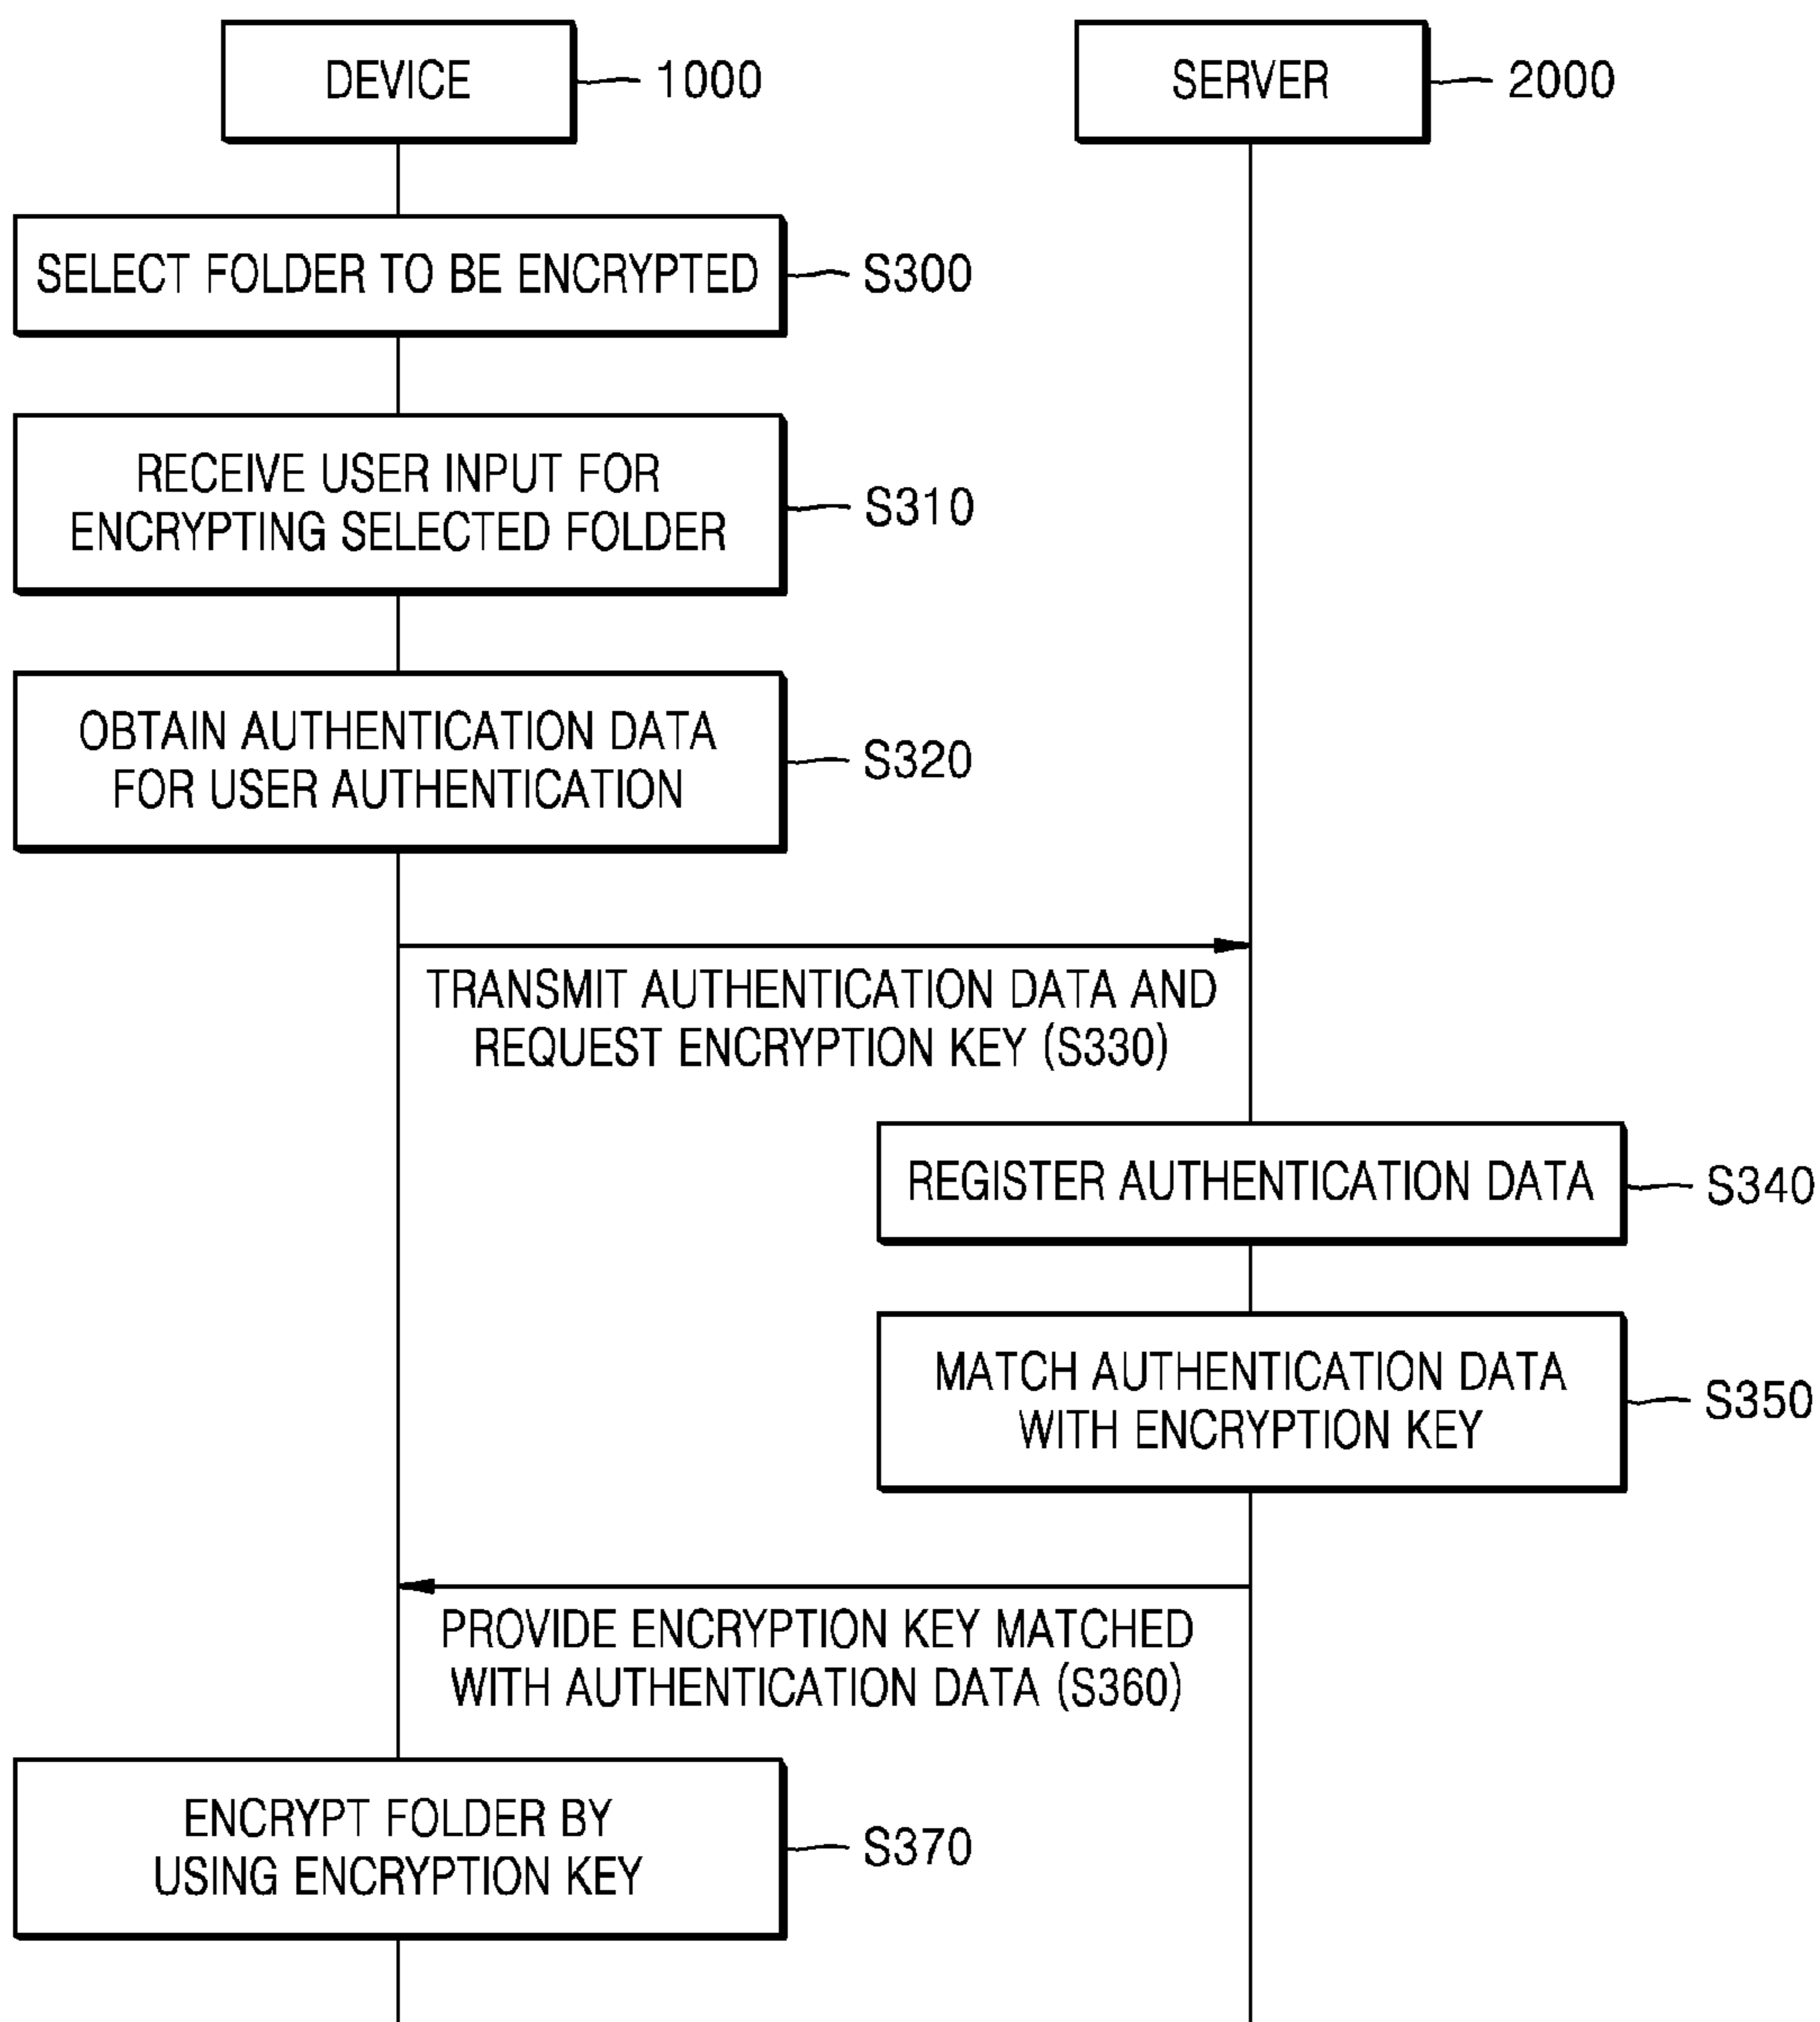 DEVICE
1000
SERVER
2000
SELECT FOLDER TO BE ENCRYPTED
S300
RECEIVE USER INPUT FOR
ENCRYPTING SELECTED FOLDER
S310
OBTAIN AUTHENTICATION DATA
FOR USER AUTHENTICATION
S320
TRANSMIT AUTHENTICATION DATA AND
REQUEST ENCRYPTION KEY (S330)
REGISTER AUTHENTICATION DATA
S340
MATCH AUTHENTICATION DATA
WITH ENCRYPTION KEY
S350
PROVIDE ENCRYPTION KEY MATCHED
WITH AUTHENTICATION DATA (S360)
ENCRYPT FOLDER BY
USING ENCRYPTION KEY
S370